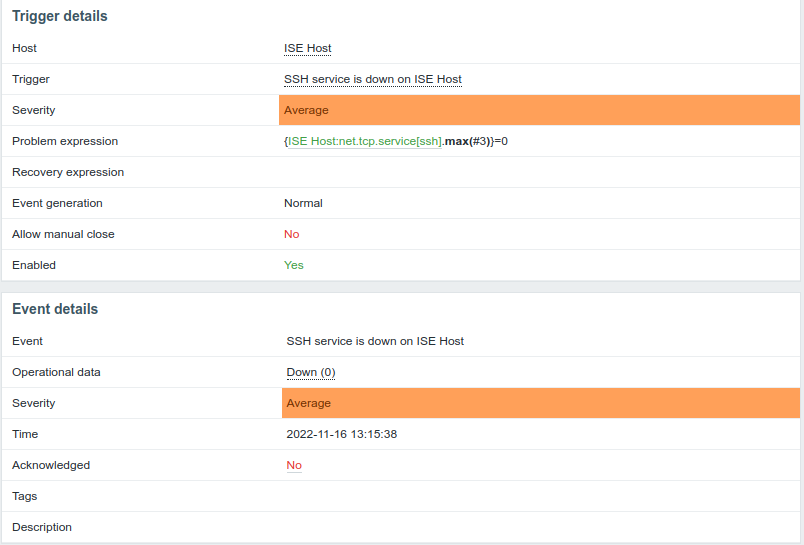 Trigger details
Host ISE Host
Trigger SSH service is down on ISE Host
Severity Average
Problem expression {ISE Host:net.tcp.service[ssh].max(#3)}=0
Recovery expression
Event generation Normal
Allow manual close No
Enabled Yes
Event details
Event SSH service is down on ISE Host
Operational data Down (0)
Severity Average
Time 2022-11-16 13:15:38
Acknowledged No
Tags
Description